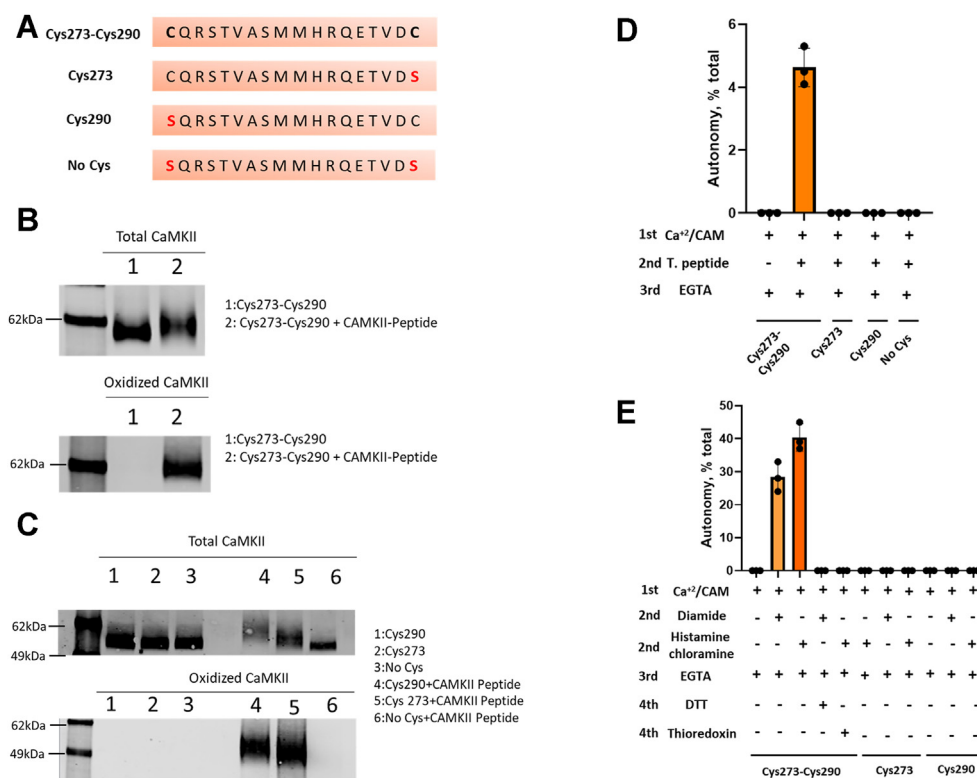 A
Cys273-Cys290 CQRSTVASMMHRQETVDC
Cys273 CQRSTVASMMHRQETVDS
Cys290 SQRSTVASMMHRQETVDC
No Cys SQRSTVASMMHRQETVDS
B
Total CaMKII
1 2
62kDa
1:Cys273-Cys290
2: Cys273-Cys290 + CAMKII-Peptide
Oxidized CaMKII
1 2
62kDa
1:Cys273-Cys290
2: Cys273-Cys290 + CAMKII-Peptide
C
Total CaMKII
1 2 3 4 5 6
62kDa
49kDa
1:Cys290
2:Cys273
3:No Cys
4:Cys290+CAMKII Peptide
5:Cys 273+CAMKII Peptide
6:No Cys+CAMKII Peptide
Oxidized CaMKII
1 2 3 4 5 6
62kDa
49kDa
D
Autonomy, % total
6
4
2
0
1st Ca+2/CAM + + + + +
2nd T. peptide - + + + +
3rd EGTA + + + + +
Cys273-
Cys290
Cys273
Cys290
No Cys
E
Autonomy, % total
50
40
30
20
10
0
1st Ca+2/CAM + + + + + + + + + + +
2nd Diamide - + - + - - + - - + -
2nd Histamine
chloramine - - + - + + - + - - +
3rd EGTA + + + + + + + + + + +
4th DTT - - - + - - - - - - -
4th Thioredoxin - - - - + - - - - - -
Cys273-Cys290 Cys273 Cys290